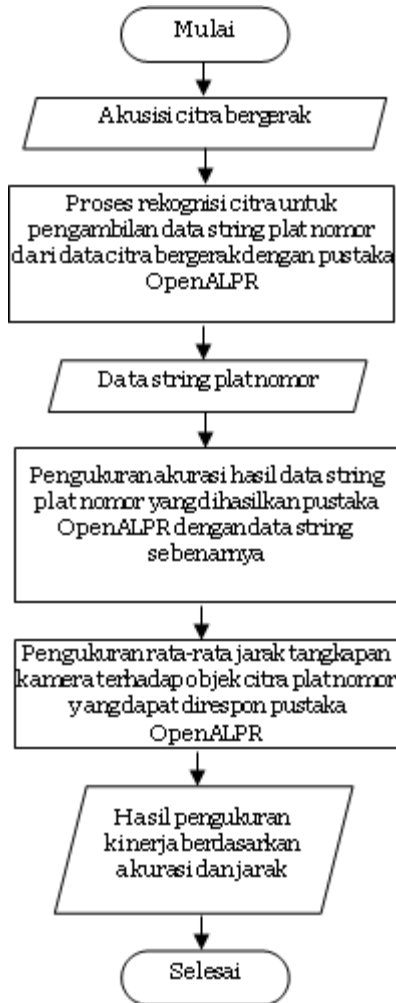 Mulai
Akusisi citra bergerak
Proses rekognisi citra untuk
pengambilan data string plat nomor
dari data citra bergerak dengan pustaka
OpenALPR
Data string plat nomor
Pengukuran akurasi hasil data string
plat nomor yang dihasilkan pustaka
OpenALPR dengan data string
sebenarnya
Pengukuran rata-rata jarak tangkapan
kamera terhadap objek citra plat nomor
yang dapat direspon pustaka
OpenALPR
Hasil pengukuran
kinerja berdasarkan
akurasi dan jarak
Selesai